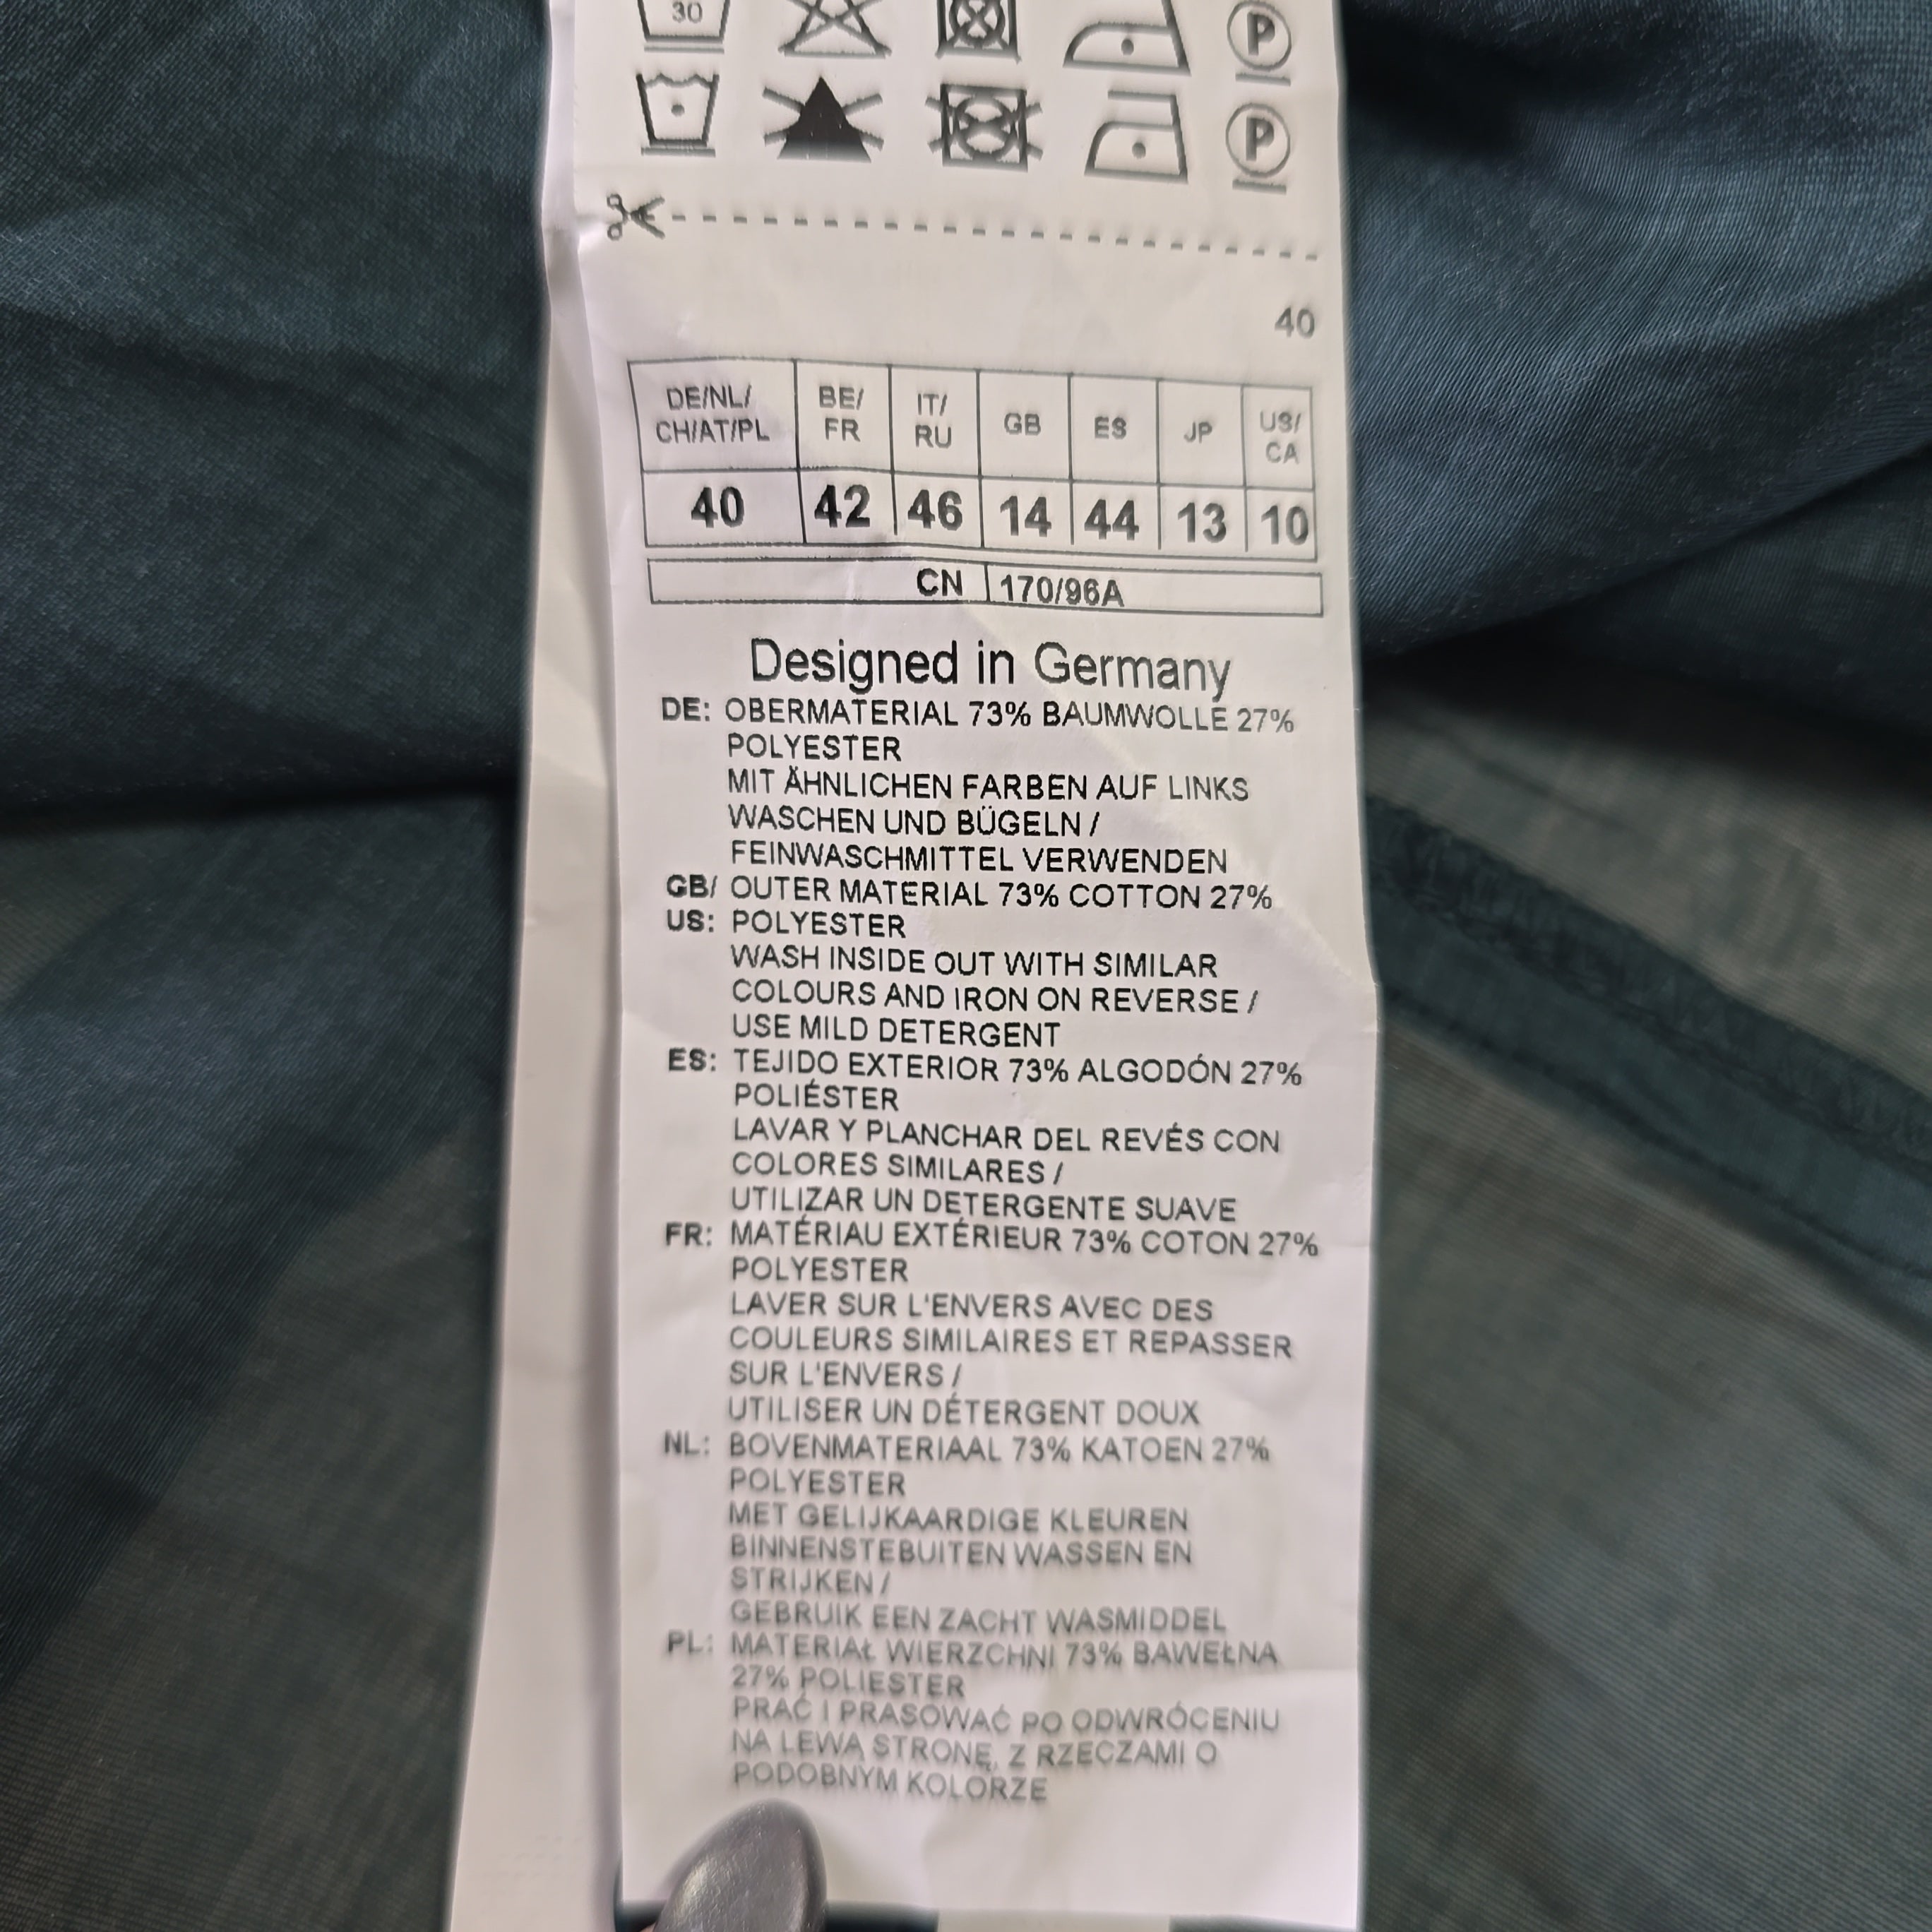 30
P
P
40
DE/NL/ BE/ IT/ GB ES JP US/
CH/AT/PL FR RU CA
40 42 46 14 44 13 10
CN 170/96A
Designed in Germany
DE: OBERMATERIAL 73% BAUMWOLLE 27%
POLYESTER
MIT ÄHNLICHEN FARBEN AUF LINKS
WASCHEN UND BÜGELN /
FEINWASCHMITTEL VERWENDEN
GB/ OUTER MATERIAL 73% COTTON 27%
US: POLYESTER
WASH INSIDE OUT WITH SIMILAR
COLOURS AND IRON ON REVERSE /
USE MILD DETERGENT
ES: TEJIDO EXTERIOR 73% ALGODÓN 27%
POLIÉSTER
LAVAR Y PLANCHAR DEL REVÉS CON
COLORES SIMILARES /
UTILIZAR UN DETERGENTE SUAVE
FR: MATÉRIAU EXTÉRIEUR 73% COTON 27%
POLYESTER
LAVER SUR L'ENVERS AVEC DES
COULEURS SIMILAIRES ET REPASSER
SUR L'ENVERS /
UTILISER UN DÉTERGENT DOUX
NL: BOVENMATERIAAL 73% KATOEN 27%
POLYESTER
MET GELIJKAARDIGE KLEUREN
BINNENSTEBUITEN WASSEN EN
STRIJKEN /
GEBRUIK EEN ZACHT WASMIDDEL
PL: MATERIAŁ WIERZCHNI 73% BAWEŁNA
27% POLIESTER
PRAĆ I PRASOWAĆ PO ODWRÓCENIU
NA LEWĄ STRONĘ, Z RZECZAMI O
PODOBNYM KOLORZE